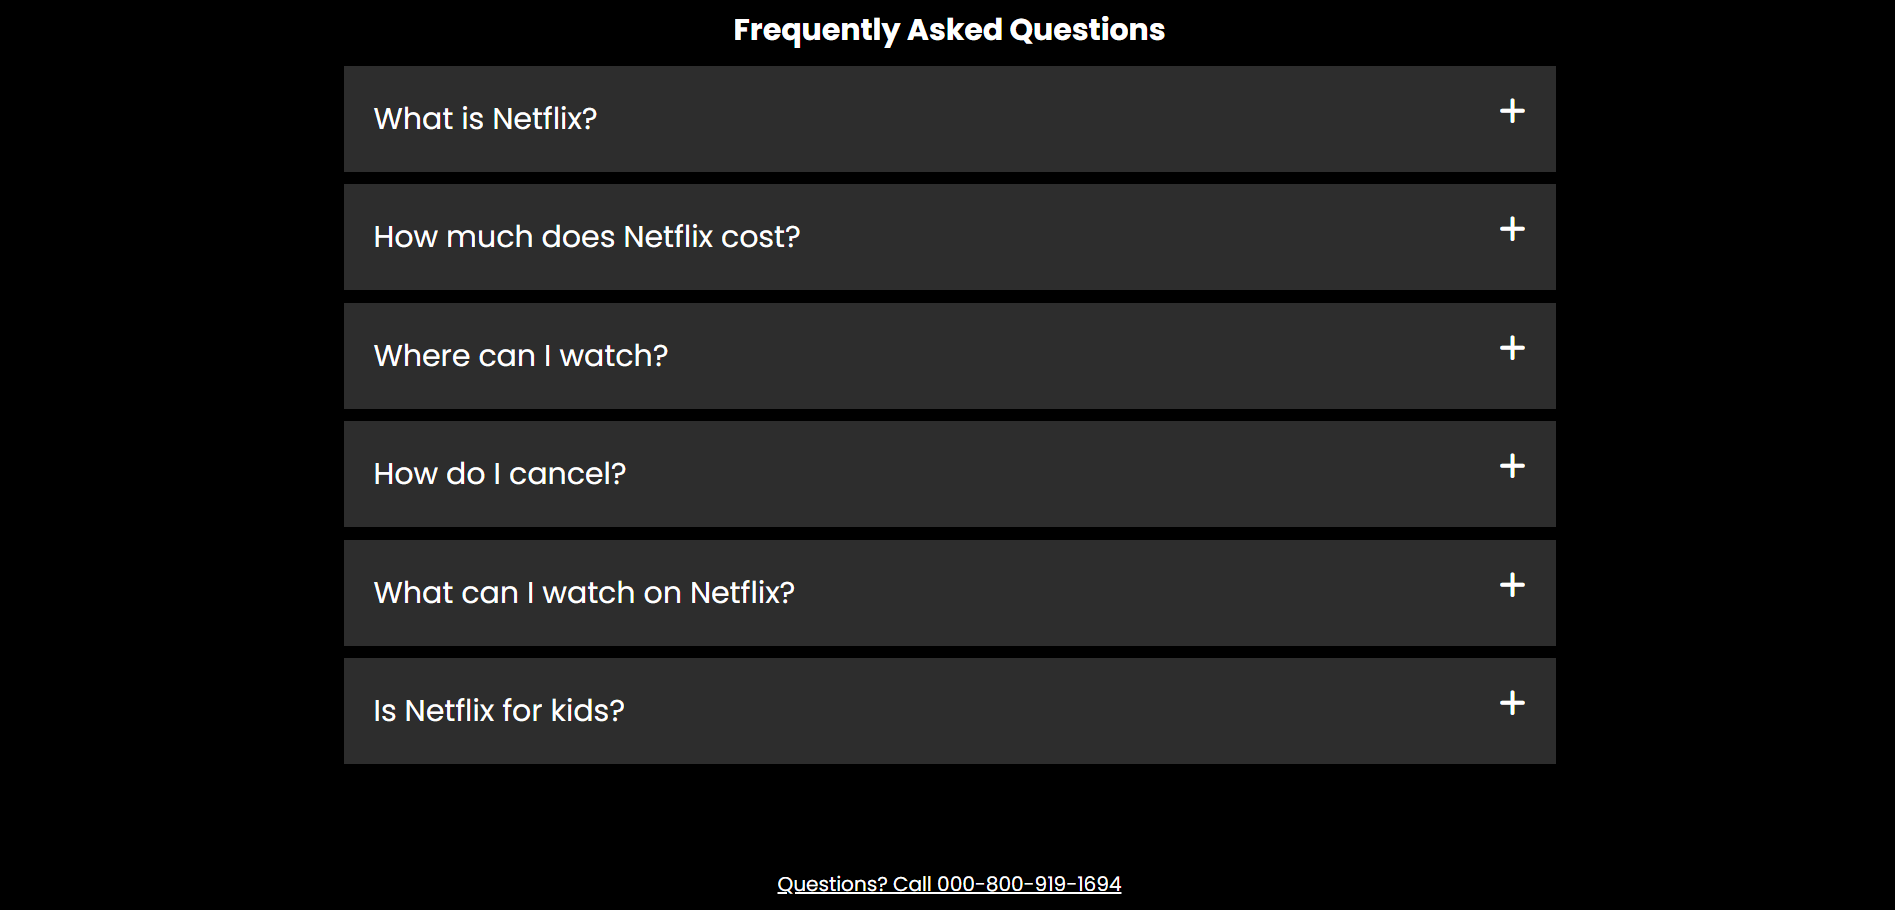 Frequently Asked Questions
What is Netflix?
How much does Netflix cost?
Where can I watch?
How do I cancel?
What can I watch on Netflix?
Is Netflix for kids?
Questions? Call 000-800-919-1694